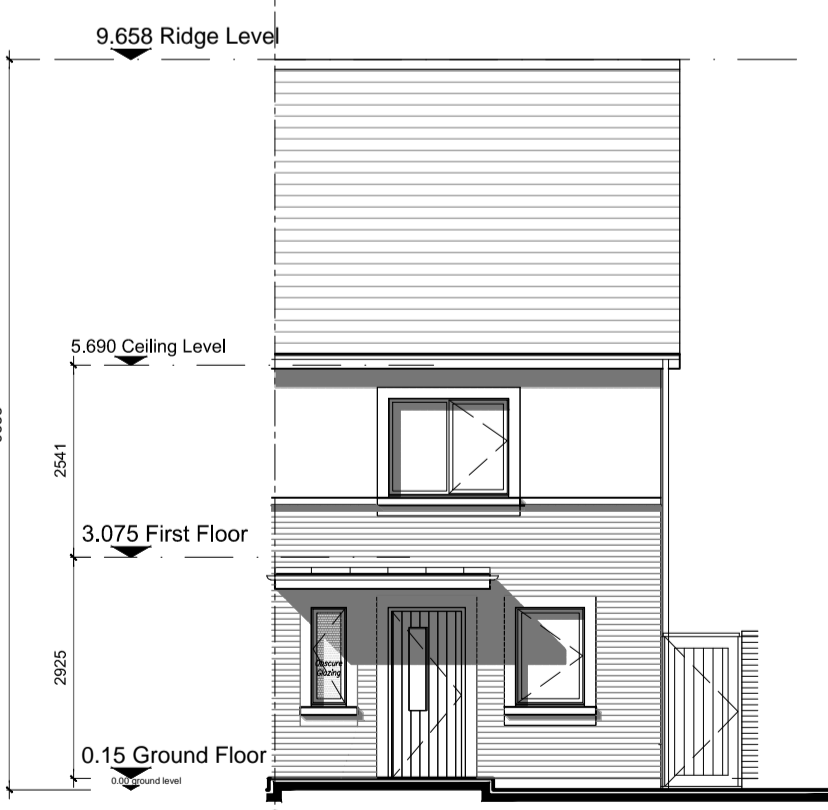 9.658 Ridge Level
5.690 Ceiling Level
2541
3.075 First Floor
2925
Obscure
Glazing
0.15 Ground Floor
0.00 ground level